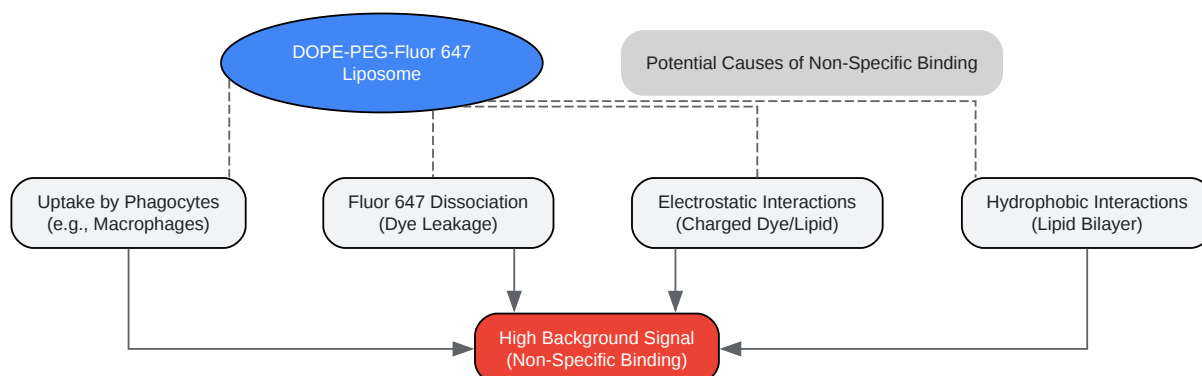 DOPE-PEG-Fluor 647
Liposome
Potential Causes of Non-Specific Binding
Uptake by Phagocytes
(e.g., Macrophages)
Fluor 647 Dissociation
(Dye Leakage)
Electrostatic Interactions
(Charged Dye/Lipid)
Hydrophobic Interactions
(Lipid Bilayer)
High Background Signal
(Non-Specific Binding)